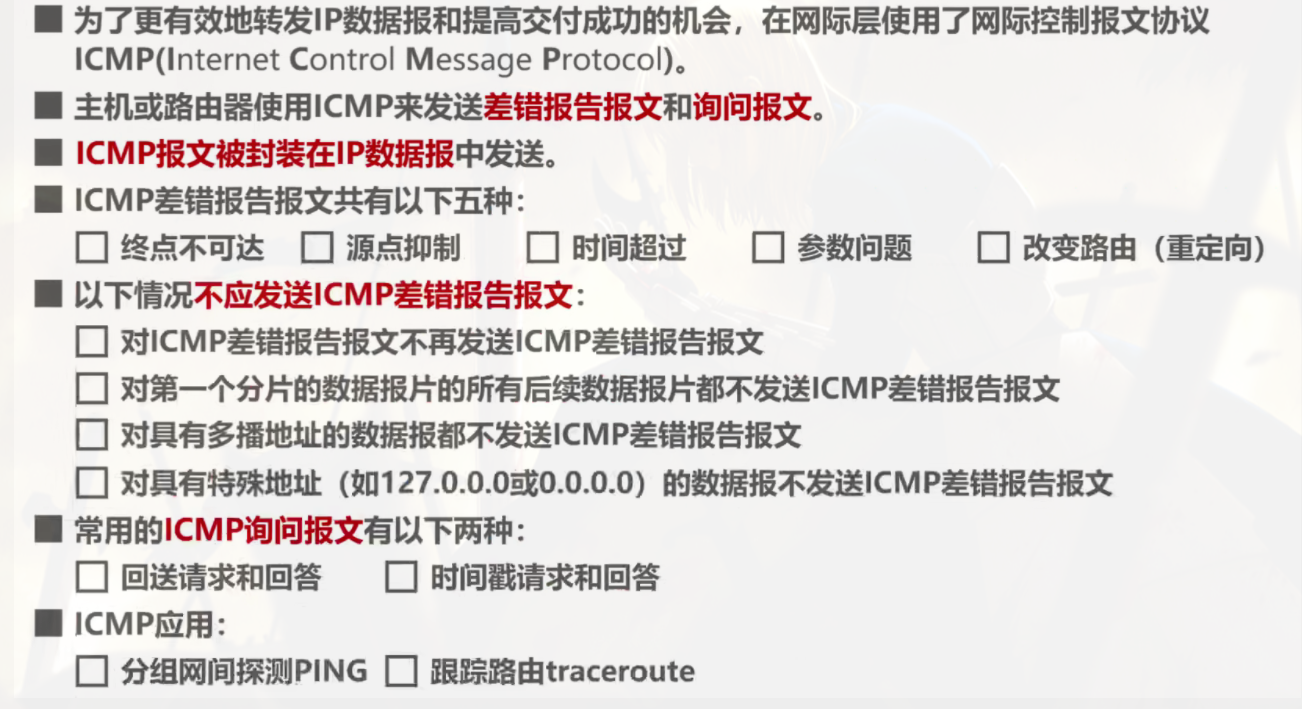 为了更有效地转发IP数据报和提高交付成功的机会，在网际层使用了网际控制报文协议
ICMP(Internet Control Message Protocol)。
主机或路由器使用ICMP来发送差错报告报文和询问报文。
ICMP报文被封装在IP数据报中发送。
ICMP差错报告报文共有以下五种：
终点不可达 源点抑制 时间超过 参数问题 改变路由（重定向）
以下情况不应发送ICMP差错报告报文：
对ICMP差错报告报文不再发送ICMP差错报告报文
对第一个分片的数据报片的所有后续数据报片都不发送ICMP差错报告报文
对具有多播地址的数据报都不发送ICMP差错报告报文
对具有特殊地址（如127.0.0.0或0.0.0.0）的数据报不发送ICMP差错报告报文
常用的ICMP询问报文有以下两种：
回送请求和回答 时间戳请求和回答
ICMP应用：
分组网间探测PING 跟踪路由traceroute